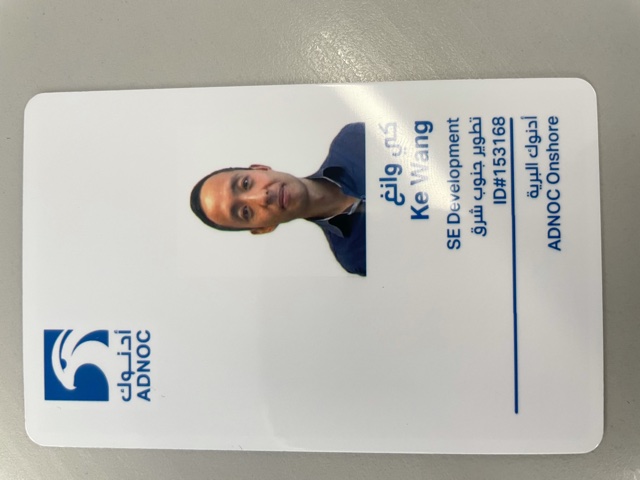 أدنوك
ADNOC
كي وانغ
Ke Wang
SE Development
تطوير جنوب شرق
ID#153168
أدنوك البرية
ADNOC Onshore